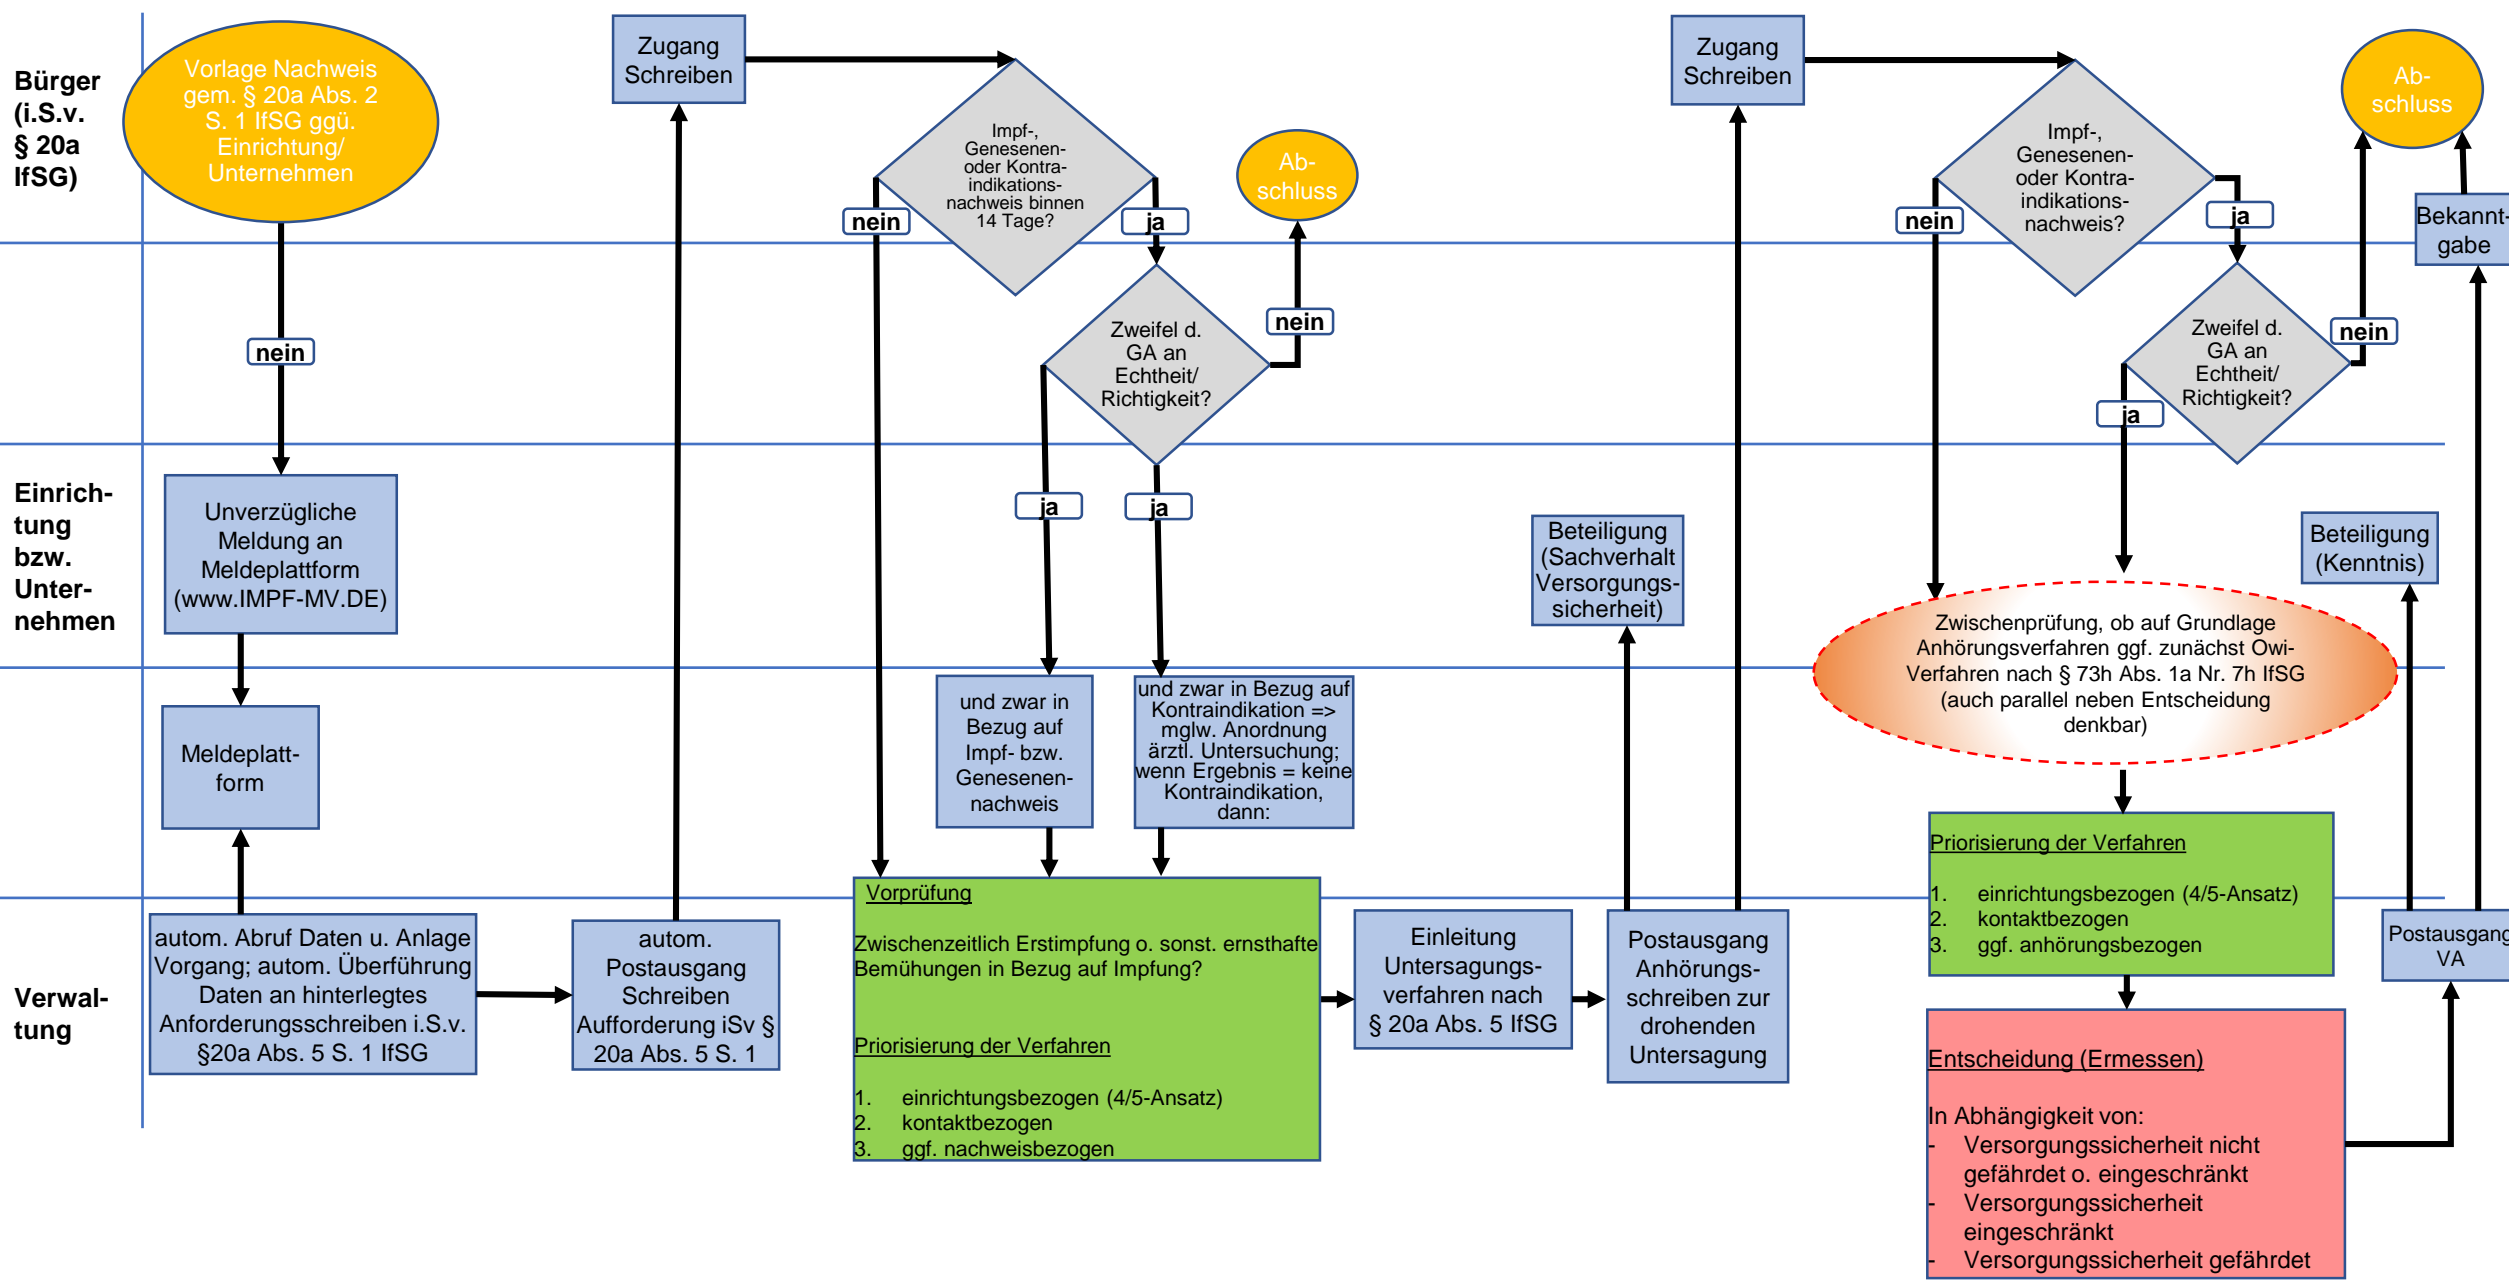 Bürger
(i.S.v.
§ 20a
IfSG)
Vorlage Nachweis
gem. § 20a Abs. 2
S. 1 IfSG ggü.
Einrichtung/
Unternehmen
nein
Einrich-
tung
bzw.
Unter-
nehmen
Unverzügliche
Meldung an
Meldeplattform
(www.IMPF-MV.DE)
Meldeplatt-
form
Verwal-
tung
autom. Abruf Daten u. Anlage
Vorgang; autom. Überführung
Daten an hinterlegtes
Anforderungsschreiben i.S.v.
§20a Abs. 5 S. 1 IfSG
autom.
Postausgang
Schreiben
Aufforderung iSv §
20a Abs. 5 S. 1
Zugang
Schreiben
Impf-,
Genesenen-
oder Kontra-
indikations-
nachweis binnen
14 Tage?
nein
ja
Zweifel d.
GA an
Echtheit/
Richtigkeit?
nein
Ab-
schluss
ja
ja
und zwar in
Bezug auf
Impf- bzw.
Genesenen-
nachweis
und zwar in Bezug auf
Kontraindikation =>
mglw. Anordnung
ärztl. Untersuchung;
wenn Ergebnis = keine
Kontraindikation,
dann:
Vorprüfung
Zwischenzeitlich Erstimpfung o. sonst. ernsthafte
Bemühungen in Bezug auf Impfung?
Priorisierung der Verfahren
1. einrichtungsbezogen (4/5-Ansatz)
2. kontaktbezogen
3. ggf. nachweisbezogen
Einleitung
Untersagungs-
verfahren nach
§ 20a Abs. 5 IfSG
Postausgang
Anhörungs-
schreiben zur
drohenden
Untersagung
Beteiligung
(Sachverhalt
Versorgungs-
sicherheit)
Zugang
Schreiben
Impf-,
Genesenen-
oder Kontra-
indikations-
nachweis?
nein
ja
Zweifel d.
GA an
Echtheit/
Richtigkeit?
nein
ja
Ab-
schluss
Bekannt-
gabe
Zwischenprüfung, ob auf Grundlage
Anhörungsverfahren ggf. zunächst Owi-
Verfahren nach § 73h Abs. 1a Nr. 7h IfSG
(auch parallel neben Entscheidung
denkbar)
Beteiligung
(Kenntnis)
Priorisierung der Verfahren
1. einrichtungsbezogen (4/5-Ansatz)
2. kontaktbezogen
3. ggf. anhörungsbezogen
Postausgang
VA
Entscheidung (Ermessen)
In Abhängigkeit von:
- Versorgungssicherheit nicht
gefährdet o. eingeschränkt
- Versorgungssicherheit
eingeschränkt
- Versorgungssicherheit gefährdet